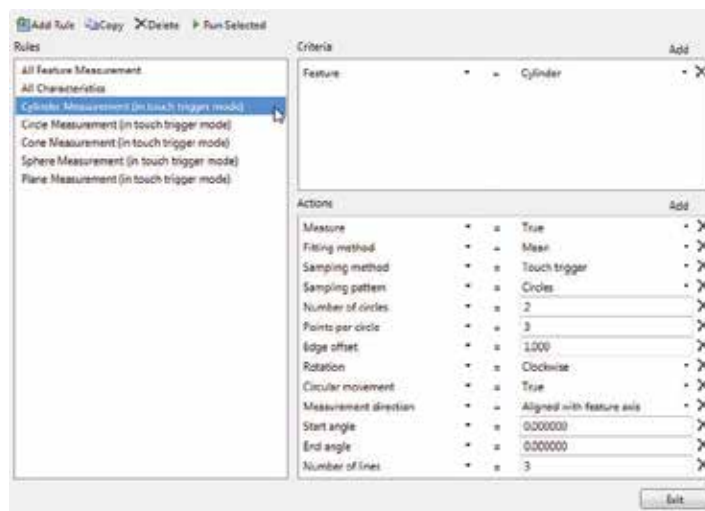 Add Rule Copy Delete Run Selected
Rules
All Feature Measurement
All Characteristics
Cylinder Measurement (in touch trigger mode)
Circle Measurement (in touch trigger mode)
Cone Measurement (in touch trigger mode)
Sphere Measurement (in touch trigger mode)
Plane Measurement (in touch trigger mode)
Criteria Add
Feature = Cylinder
Actions Add
Measure = True
Fitting method = Mean
Sampling method = Touch trigger
Sampling pattern = Circles
Number of circles = 2
Points per circle = 3
Edge offset = 1.000
Rotation = Clockwise
Circular movement = True
Measurement direction = Aligned with feature axis
Start angle = 0.000000
End angle = 0.000000
Number of lines = 3
Exit